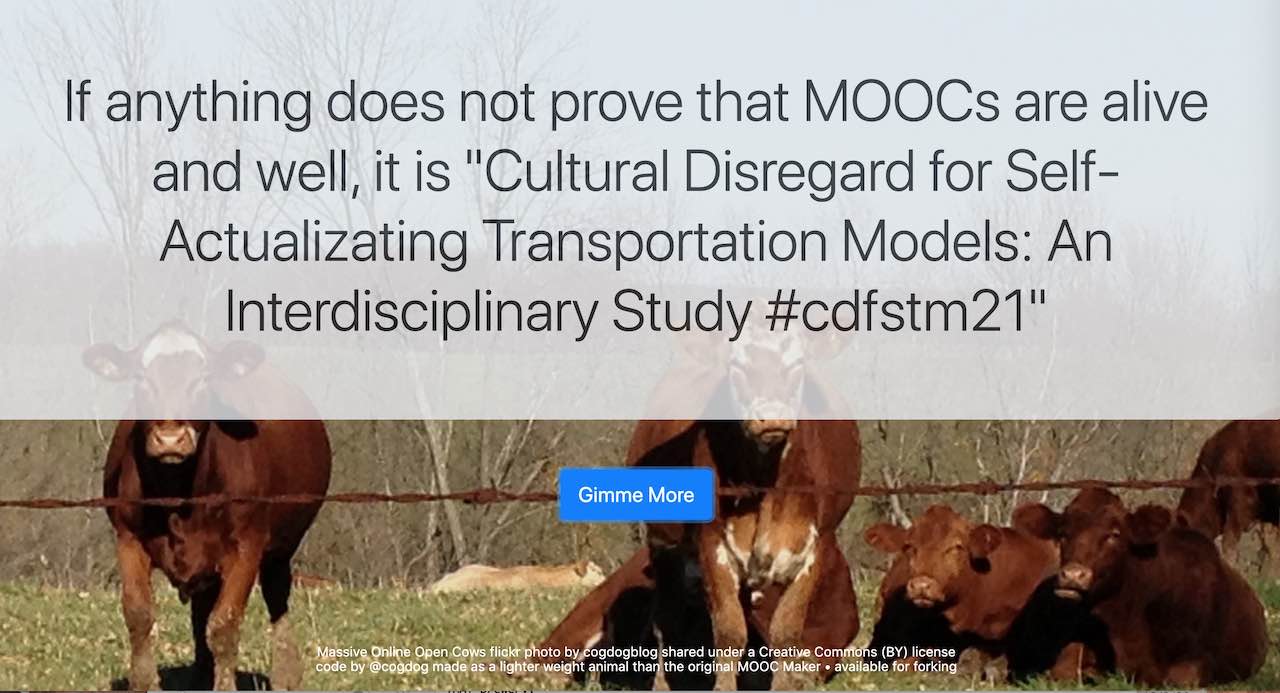 If anything does not prove that MOOCs are alive
and well, it is "Cultural Disregard for Self-
Actualizating Transportation Models: An
Interdisciplinary Study #cdfstm21"
Gimme More
Massive Online Open Cows flickr photo by cogdogblog shared under a Creative Commons (BY) license
code by @cogdog made as a lighter weight animal than the original MOOC Maker • available for forking